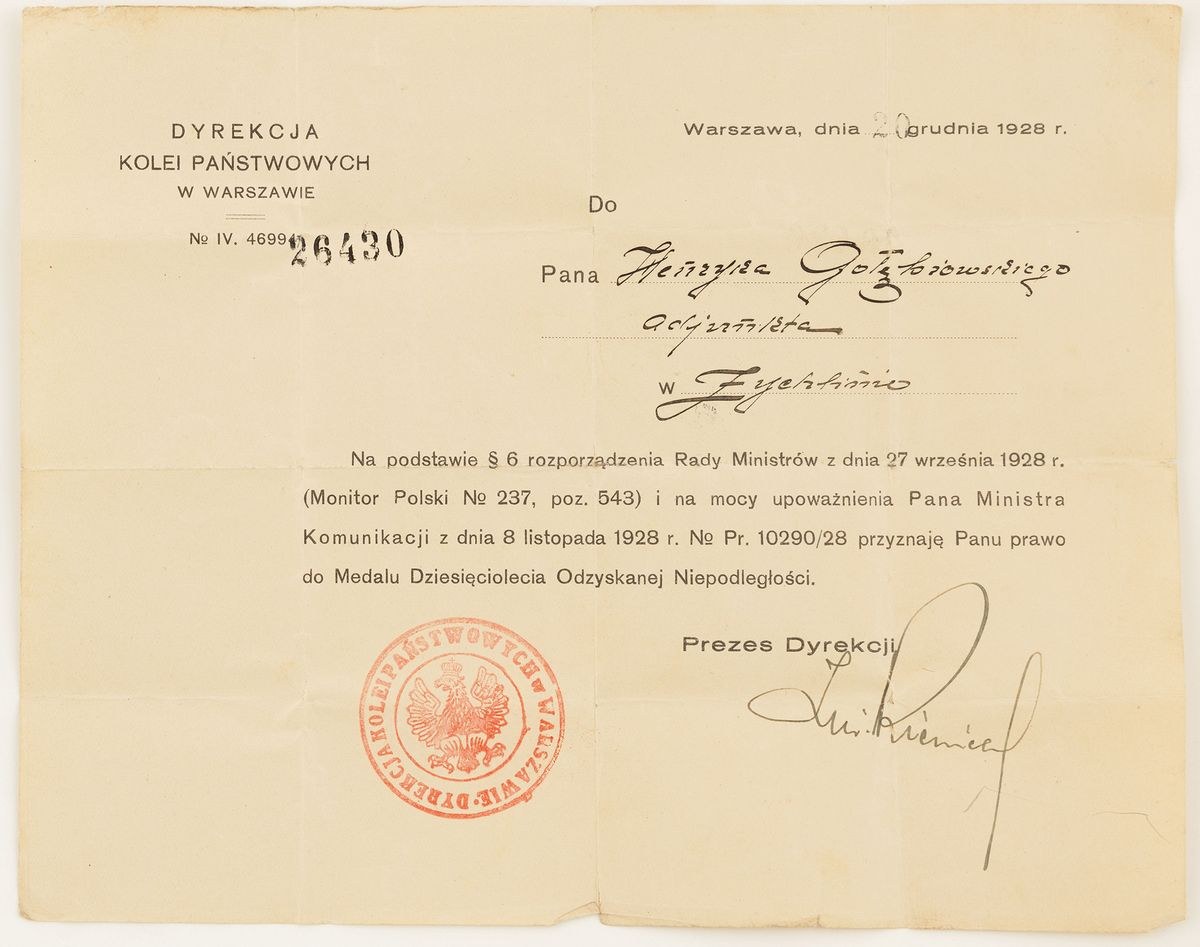 DYREKCJA
KOLEI PAŃSTWOWYCH
W WARSZAWIE
№ IV. 46994
26430
Warszawa, dnia 20 grudnia 1928 r.
Do
Pana Henryka Gołębiowskiego
adjunkta
w Żychlinie
Na podstawie § 6 rozporządzenia Rady Ministrów z dnia 27 września 1928 r.
(Monitor Polski № 237, poz. 543) i na mocy upoważnienia Pana Ministra
Komunikacji z dnia 8 listopada 1928 r. № Pr. 10290/28 przyznaję Panu prawo
do Medalu Dziesięciolecia Odzyskanej Niepodległości.
Prezes Dyrekcji
DYREKCJA KOLEI PAŃSTWOWYCH w WARSZAWIE